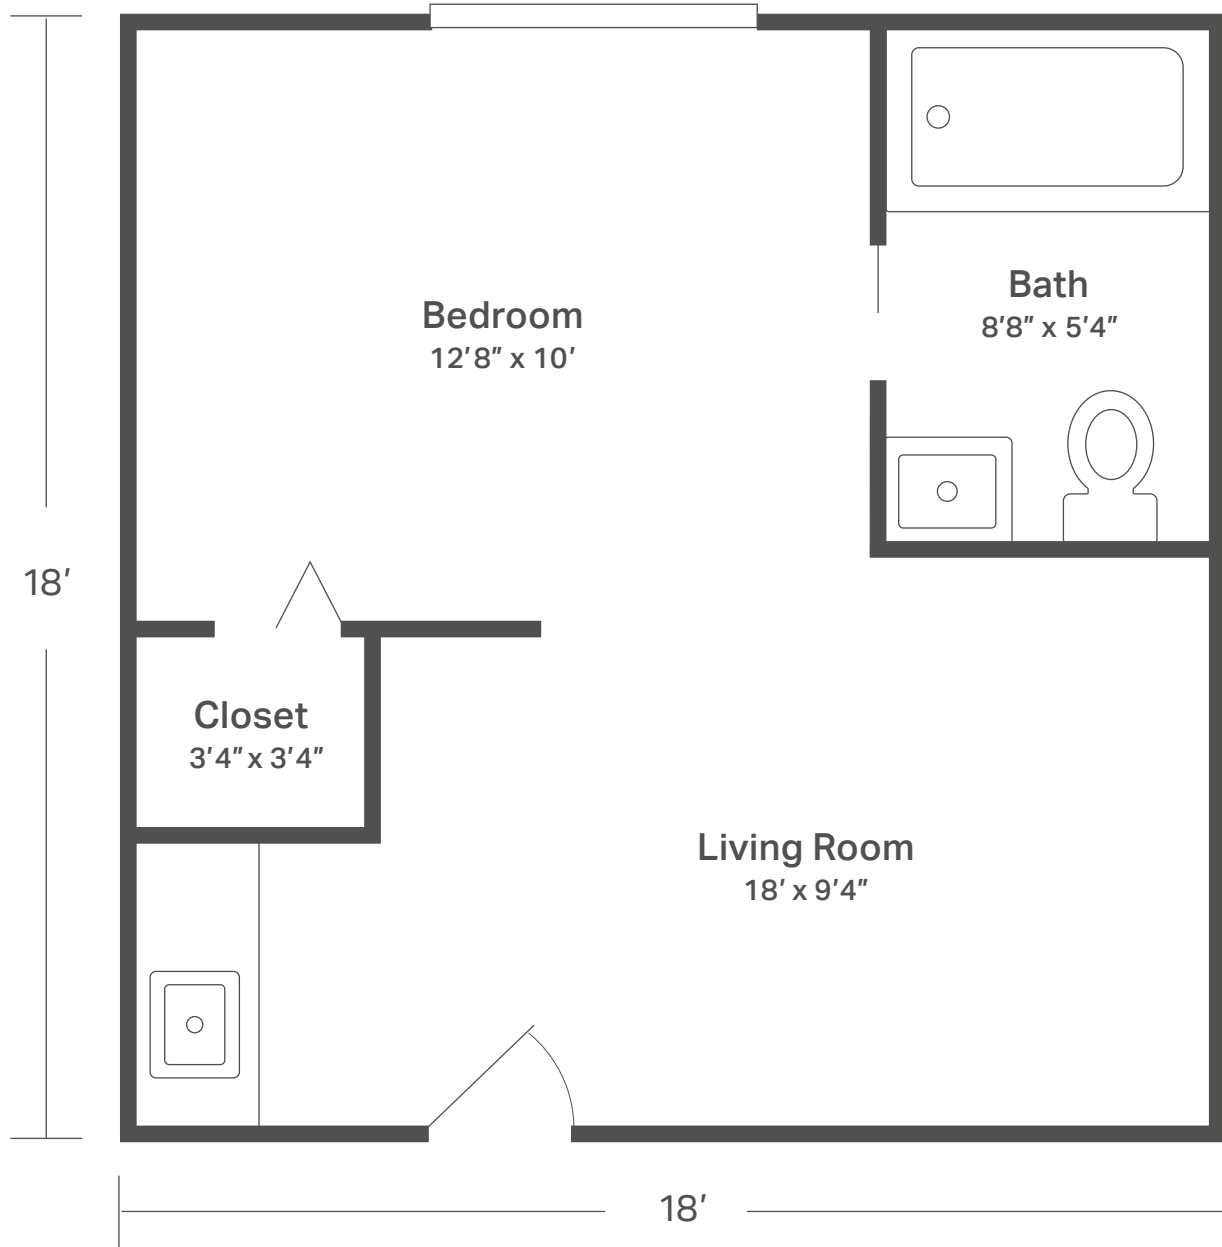 Bath
8′8″ x 5′4″
Bedroom
12′8″ x 10′
18′
Closet
3′4″ x 3′4″
Living Room
18′ x 9′4″
18′